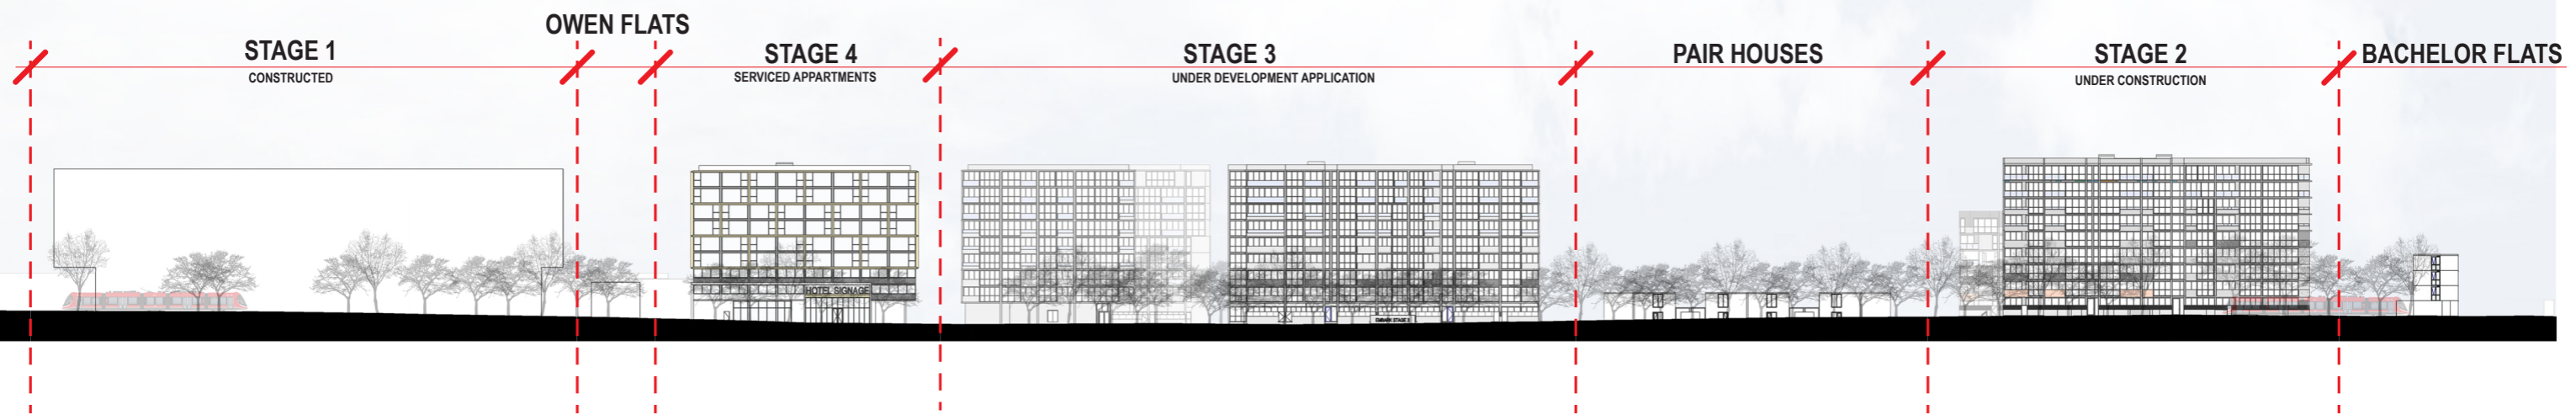 OWEN FLATS
STAGE 1
CONSTRUCTED
STAGE 4
SERVICED APPARTMENTS
STAGE 3
UNDER DEVELOPMENT APPLICATION
PAIR HOUSES
STAGE 2
UNDER CONSTRUCTION
BACHELOR FLATS
HOTEL SIGNAGE